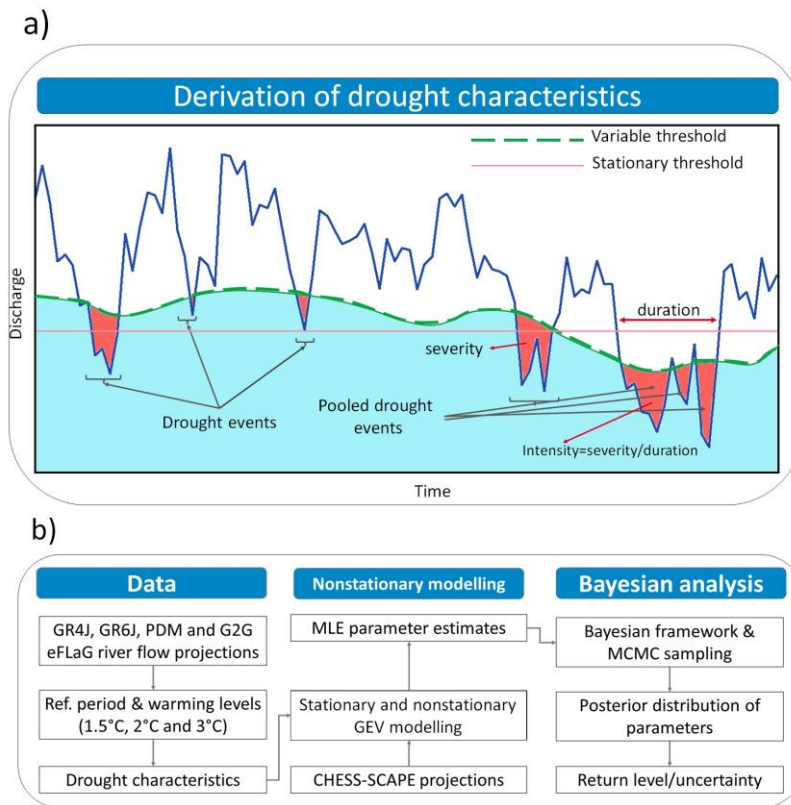 a)
Derivation of drought characteristics
Variable threshold
Stationary threshold
Discharge
duration
severity
Drought events
Pooled drought
events
Intensity=severity/duration
Time
b)
Data
GR4J, GR6J, PDM and G2G
eFLaG river flow projections
Ref. period & warming levels
(1.5°C, 2°C and 3°C)
Drought characteristics
Nonstationary modelling
MLE parameter estimates
Stationary and nonstationary
GEV modelling
CHESS-SCAPE projections
Bayesian analysis
Bayesian framework &
MCMC sampling
Posterior distribution of
parameters
Return level/uncertainty